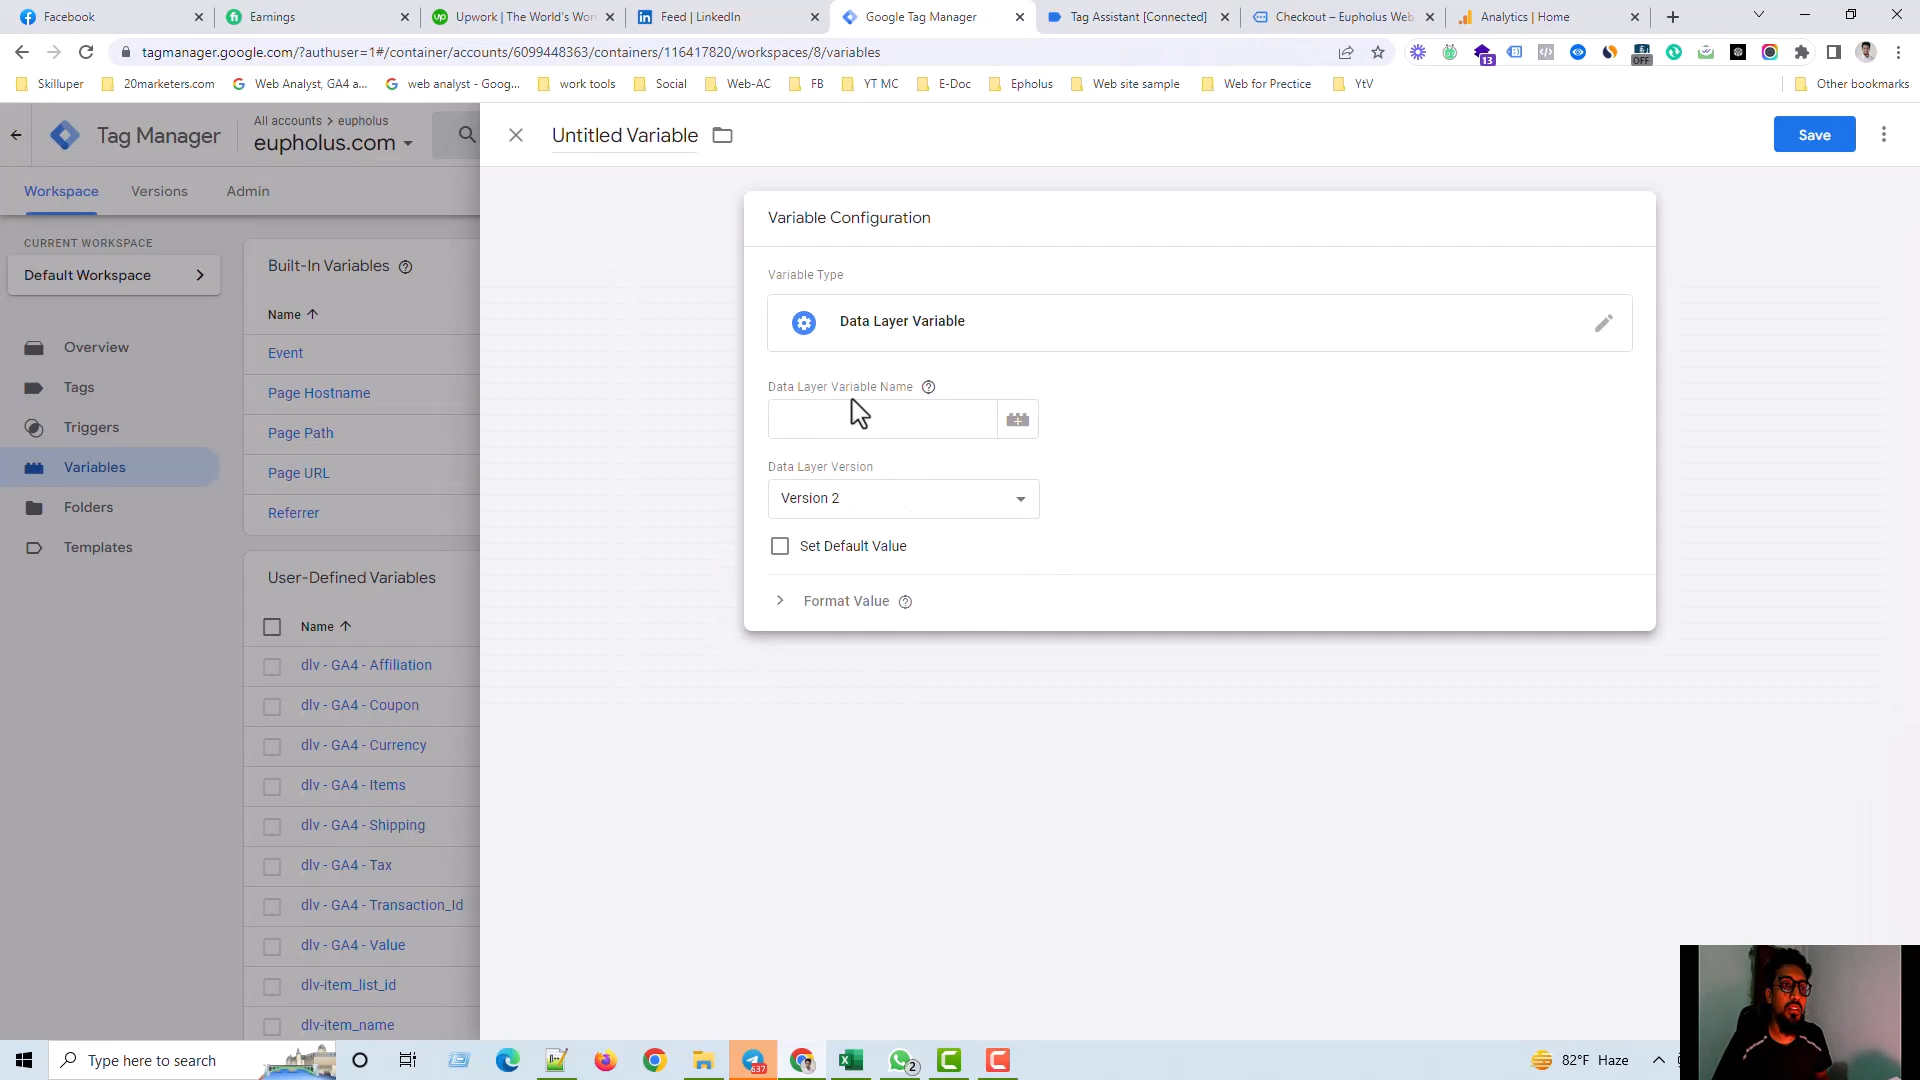 Facebook
Earnings
Upwork | The World's Wor
Feed | LinkedIn
Google Tag Manager
Tag Assistant [Connected]
Checkout – Eupholus Web
Analytics | Home
tagmanager.google.com/?authuser=1#/container/accounts/6099448363/containers/116417820/workspaces/8/variables
13
OFF
Skilluper
20marketers.com
Web Analyst, GA4 a...
web analyst - Goog...
work tools
Social
Web-AC
FB
YT MC
E-Doc
Epholus
Web site sample
Web for Prectice
YtV
Other bookmarks
Tag Manager
All accounts > eupholus
eupholus.com
Untitled Variable
Save
Workspace
Versions
Admin
CURRENT WORKSPACE
Default Workspace
Overview
Tags
Triggers
Variables
Folders
Templates
Built-In Variables
Name
Event
Page Hostname
Page Path
Page URL
Referrer
User-Defined Variables
Name
dlv - GA4 - Affiliation
dlv - GA4 - Coupon
dlv - GA4 - Currency
dlv - GA4 - Items
dlv - GA4 - Shipping
dlv - GA4 - Tax
dlv - GA4 - Transaction_Id
dlv - GA4 - Value
dlv-item_list_id
dlv-item_name
Variable Configuration
Variable Type
Data Layer Variable
Data Layer Variable Name
Data Layer Version
Version 2
Set Default Value
Format Value
Type here to search
637
2
82°F Haze